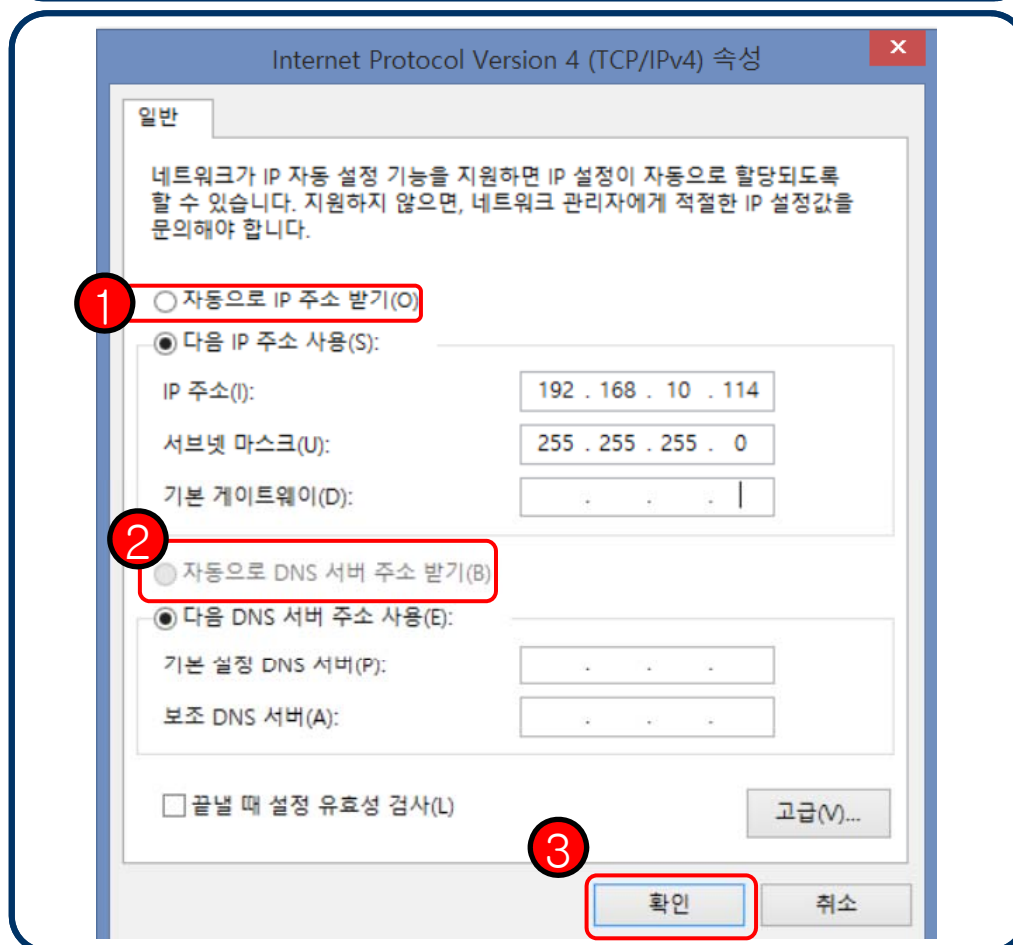 Internet Protocol Version 4 (TCP/IPv4) 속성
x
일반
네트워크가 IP 자동 설정 기능을 지원하면 IP 설정이 자동으로 할당되도록
할 수 있습니다. 지원하지 않으면, 네트워크 관리자에게 적절한 IP 설정값을
문의해야 합니다.
1 자동으로 IP 주소 받기(O)
다음 IP 주소 사용(S):
IP 주소(I): 192 . 168 . 10 . 114
서브넷 마스크(U): 255 . 255 . 255 . 0
기본 게이트웨이(D): . . .
2 자동으로 DNS 서버 주소 받기(B)
다음 DNS 서버 주소 사용(E):
기본 설정 DNS 서버(P): . . .
보조 DNS 서버(A): . . .
끝낼 때 설정 유효성 검사(L)
고급(V)...
3 확인 취소